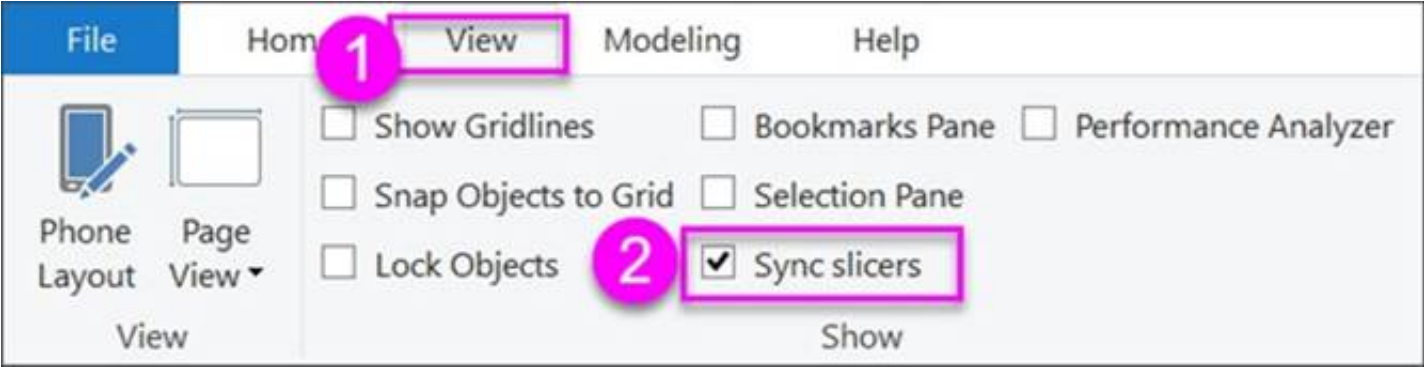 File Hom 1 View Modeling Help
Show Gridlines Bookmarks Pane Performance Analyzer
Snap Objects to Grid Selection Pane
Phone Layout
Page View
Lock Objects 2 Sync slicers
View Show